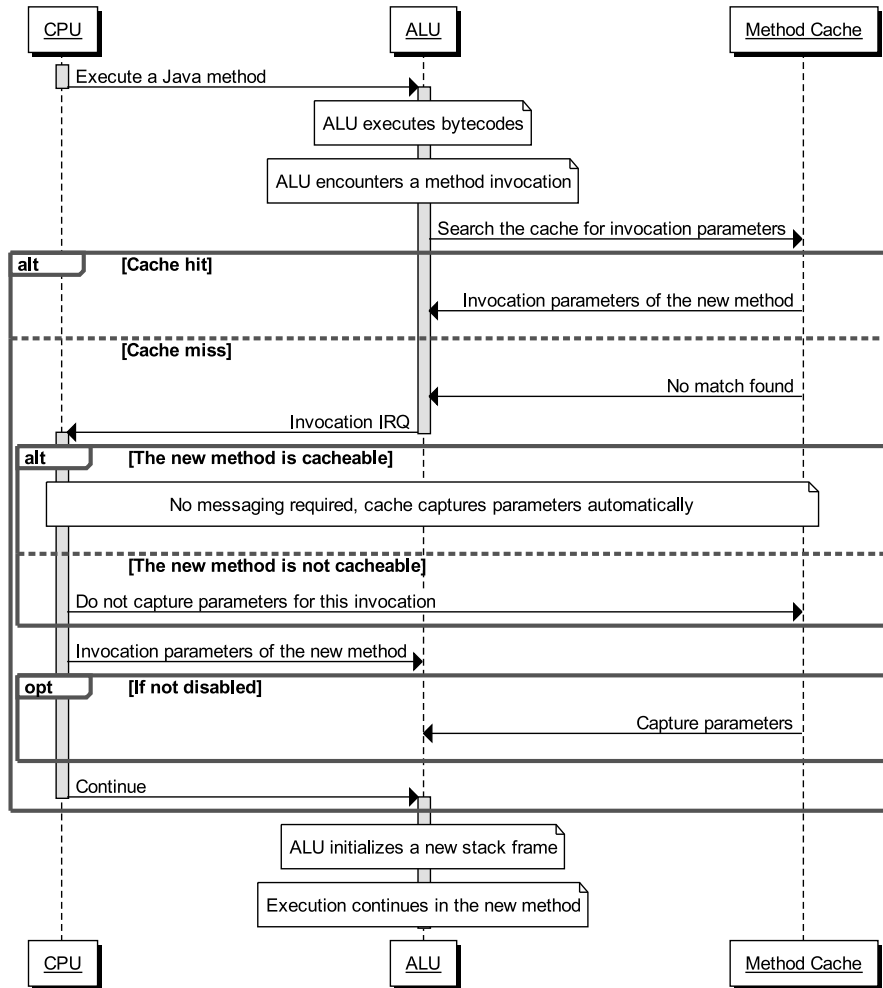 CPU
ALU
Method Cache
Execute a Java method
ALU executes bytecodes
ALU encounters a method invocation
Search the cache for invocation parameters
alt
[Cache hit]
Invocation parameters of the new method
[Cache miss]
No match found
Invocation IRQ
alt
[The new method is cacheable]
No messaging required, cache captures parameters automatically
[The new method is not cacheable]
Do not capture parameters for this invocation
Invocation parameters of the new method
opt
[If not disabled]
Capture parameters
Continue
ALU initializes a new stack frame
Execution continues in the new method
CPU
ALU
Method Cache